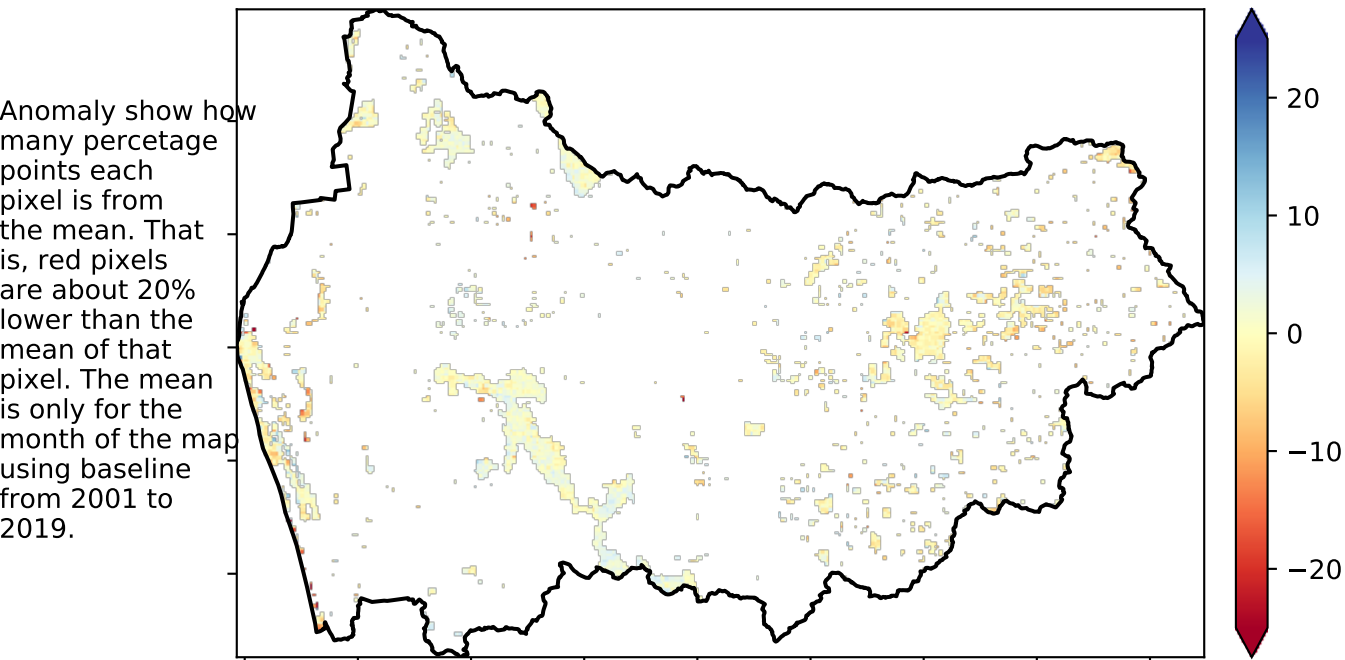 Anomaly show how
many percetage
points each
pixel is from
the mean. That
is, red pixels
are about 20%
lower than the
mean of that
pixel. The mean
is only for the
month of the map
using baseline
from 2001 to
2019.
20
10
0
−10
−20